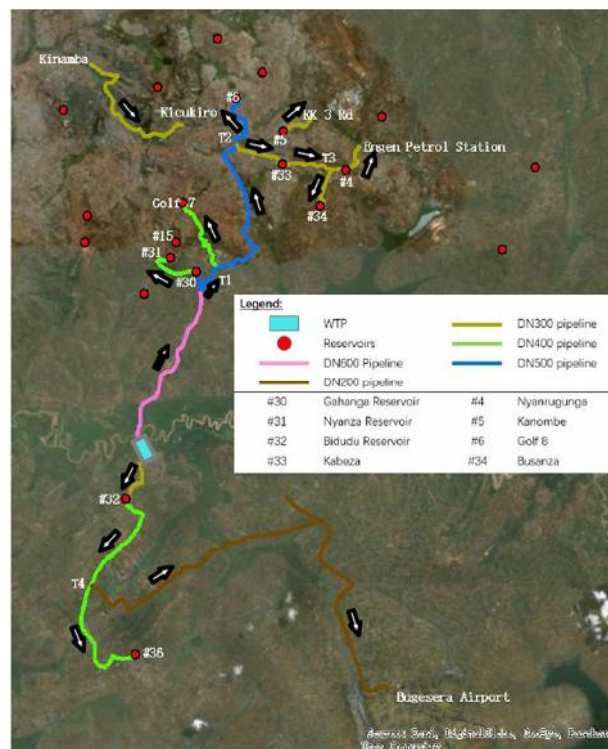 Kinamba
#6
Kicukiro
KK 3 Rd
T2
#5
Engen Petrol Station
T3
#33
#4
Golf 7
#34
#15
#31
#30
T1
Legend:
WTP
DN300 pipeline
Reservoirs
DN400 pipeline
DN600 Pipeline
DN500 pipeline
DN200 pipeline
#30 Gahanga Reservoir #4 Nyanrugunga
#31 Nyanza Reservoir #5 Kanombe
#32 Bidudu Reservoir #6 Golf 8
#33 Kabeza #34 Busanza
#32
T4
#36
Bugesera Airport